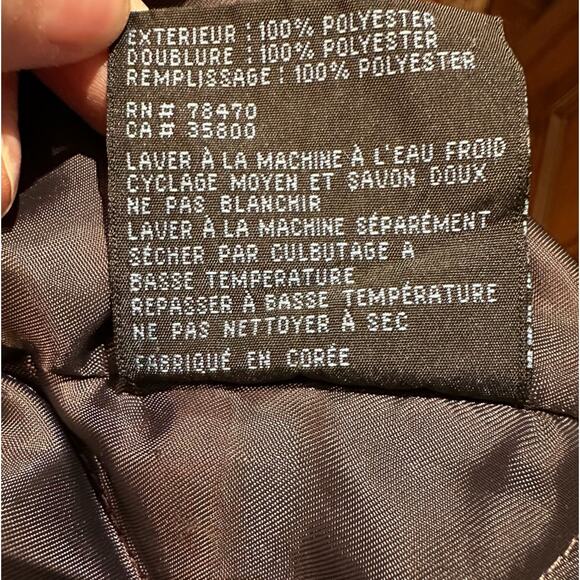 EXTERIEUR : 100% POLYESTER
DOUBLURE : 100% POLYESTER
REMPLISSAGE : 100% POLYESTER
RN# 78470
CA# 35800
LAVER À LA MACHINE À L'EAU FROID
CYCLAGE MOYEN ET SAVON DOUX
NE PAS BLANCHIR
LAVER À LA MACHINE SÉPARÉMENT
SÉCHER PAR CULBUTAGE A
BASSE TEMPERATURE
REPASSER À BASSE TEMPÉRATURE
NE PAS NETTOYER À SEC
FABRIQUÉ EN CORÉE